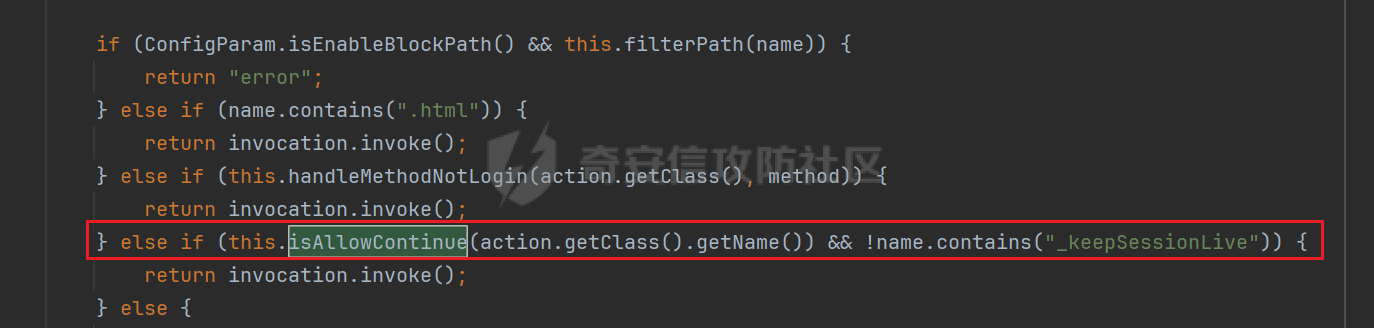 if (ConfigParam.isEnableBlockPath() && this.filterPath(name)) {
return "error";
} else if (name.contains(".html")) {
return invocation.invoke();
} else if (this.handleMethodNotLogin(action.getClass(), method)) {
return invocation.invoke();
} else if (this.isAllowContinue(action.getClass().getName()) && !name.contains("_keepSessionLive")) {
return invocation.invoke();
} else {
奇安信攻防社区